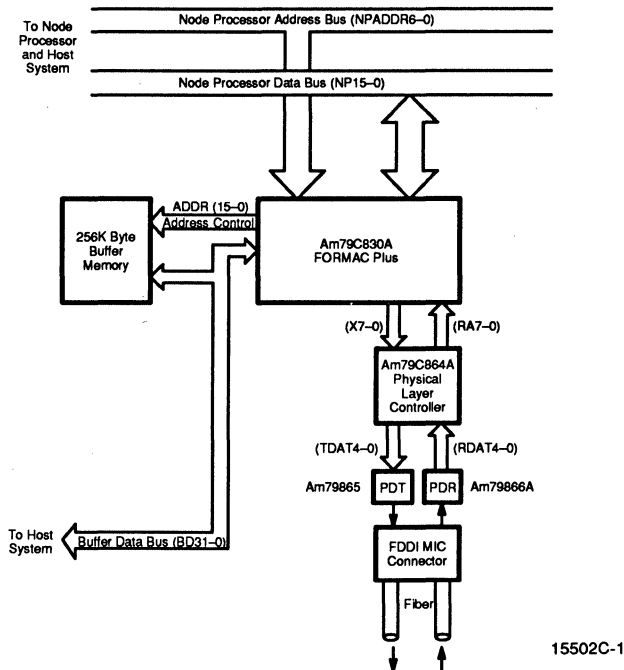 Node Processor Address Bus (NPADDR6–0)
To Node
Processor
and Host
System
Node Processor Data Bus (NP15–0)
ADDR (15–0)
Address Control
256K Byte
Buffer
Memory
Am79C830A
FORMAC Plus
(X7-0)
(RA7-0)
Am79C864A
Physical
Layer
Controller
(TDAT4–0)
(RDAT4–0)
Am79865
PDT
PDR
Am79866A
To Host
System
Buffer Data Bus (BD31-0)
FDDI MIC
Connector
Fiber
15502C-1